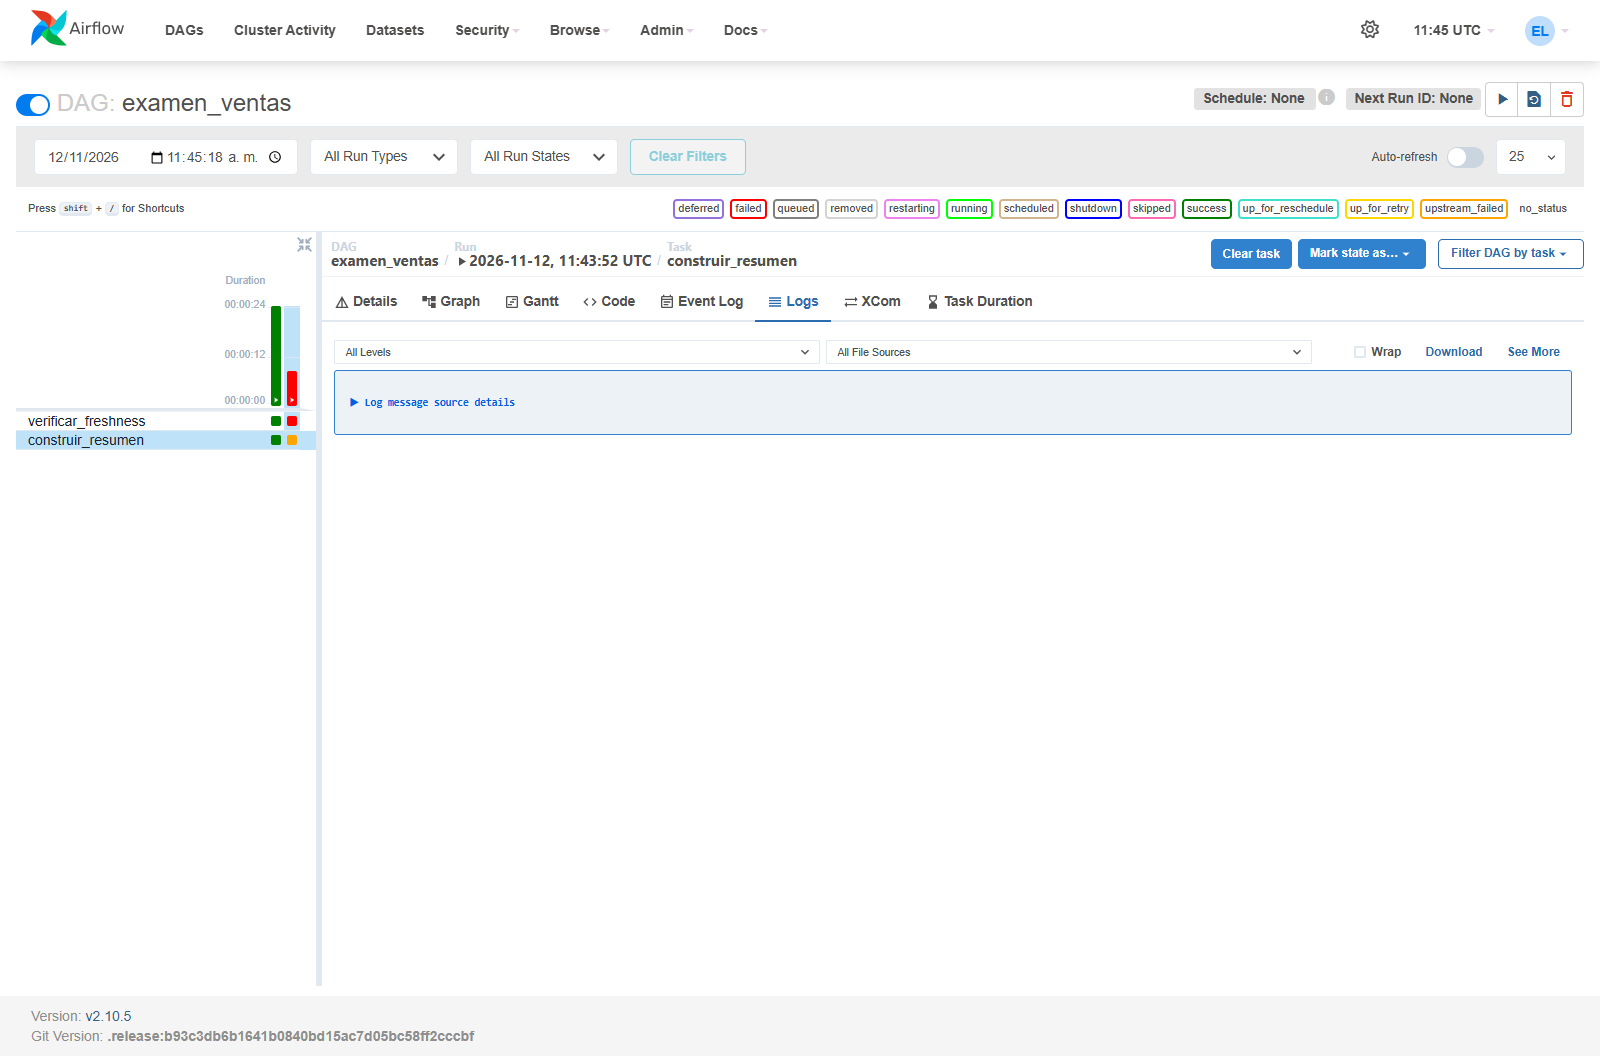 Airflow DAGs Cluster Activity Datasets Security Browse Admin Docs 11:45 UTC EL
DAG: examen_ventas Schedule: None i Next Run ID: None
12/11/2026 11:45:18 a. m. All Run Types All Run States Clear Filters Auto-refresh 25
Press shift + / for Shortcuts deferred failed queued removed restarting running scheduled shutdown skipped success up_for_reschedule up_for_retry upstream_failed no_status
DAG Run Task
examen_ventas / 2026-11-12, 11:43:52 UTC / construir_resumen Clear task Mark state as... Filter DAG by task
Duration
00:00:24
00:00:12
00:00:00
verificar_freshness
construir_resumen
Details Graph Gantt Code Event Log Logs XCom Task Duration
All Levels All File Sources Wrap Download See More
Log message source details
Version: v2.10.5
Git Version: .release:b93c3db6b1641b0840bd15ac7d05bc58ff2cccbf